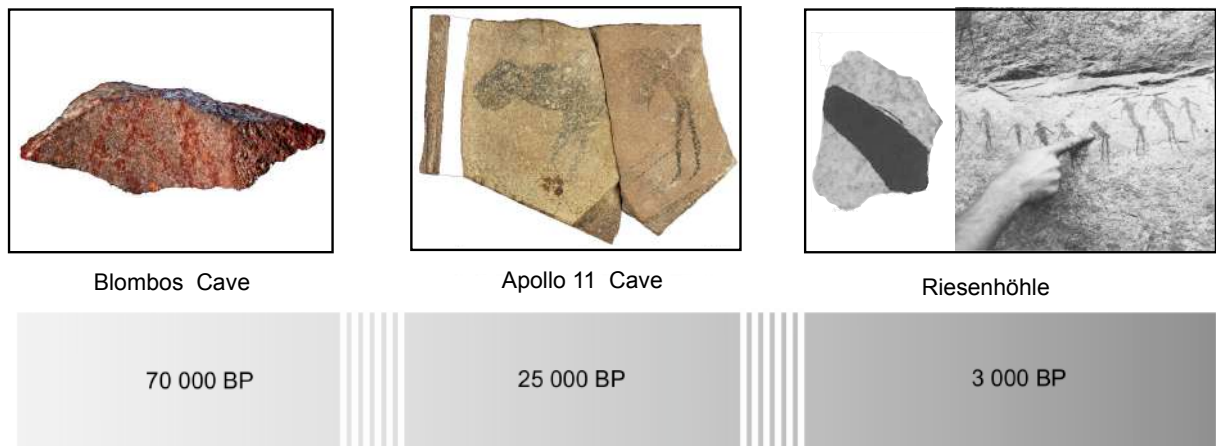 Blombos Cave
Apollo 11 Cave
Riesenhöhle
70 000 BP
25 000 BP
3 000 BP